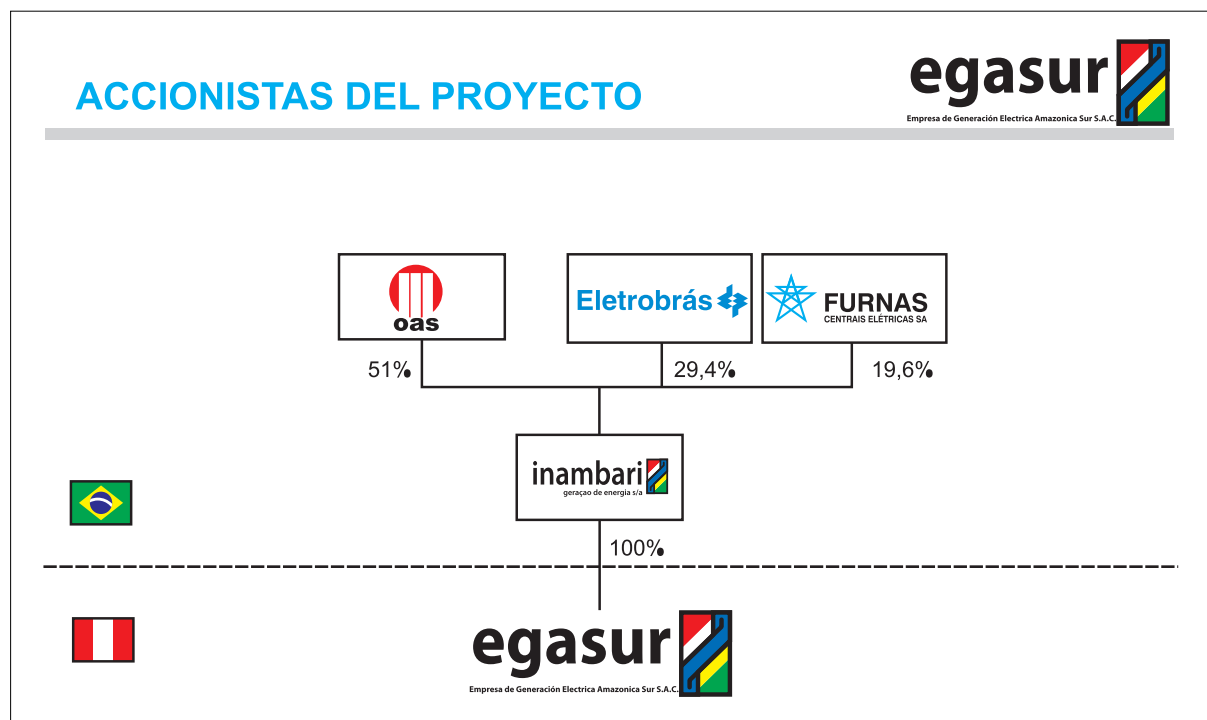 ACCIONISTAS DEL PROYECTO
egasur
Empresa de Generación Electrica Amazonica Sur S.A.C.
oas
Eletrobrás
FURNAS
CENTRAIS ELÉTRICAS SA
51%
29,4%
19,6%
inambari
geraçao de energia s/a
100%
egasur
Empresa de Generación Electrica Amazonica Sur S.A.C.